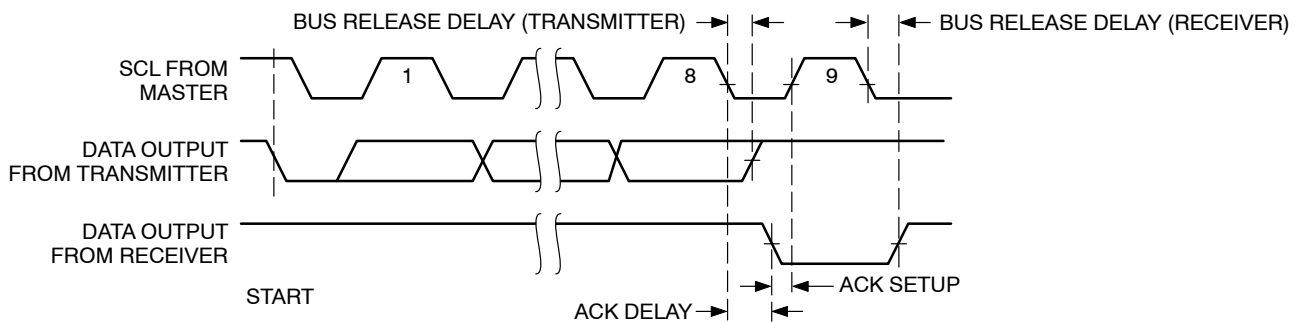 BUS RELEASE DELAY (TRANSMITTER)
BUS RELEASE DELAY (RECEIVER)
SCL FROM
MASTER
1
8
9
DATA OUTPUT
FROM TRANSMITTER
DATA OUTPUT
FROM RECEIVER
START
ACK SETUP
ACK DELAY